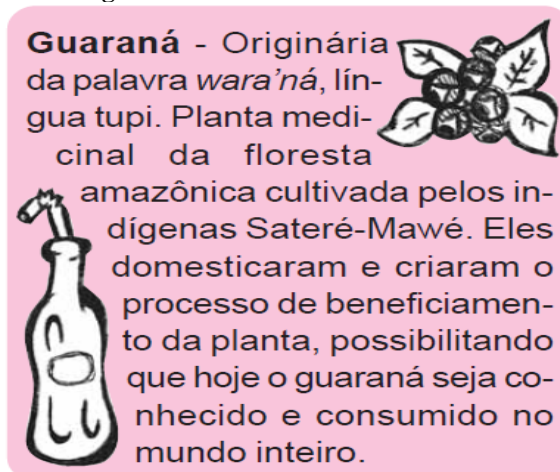 Guaraná - Originária
da palavra wara'ná, lín-
gua tupi. Planta medi-
cinal da floresta
amazônica cultivada pelos in-
dígenas Sateré-Mawé. Eles
domesticaram e criaram o
processo de beneficiamen-
to da planta, possibilitando
que hoje o guaraná seja co-
nhecido e consumido no
mundo inteiro.